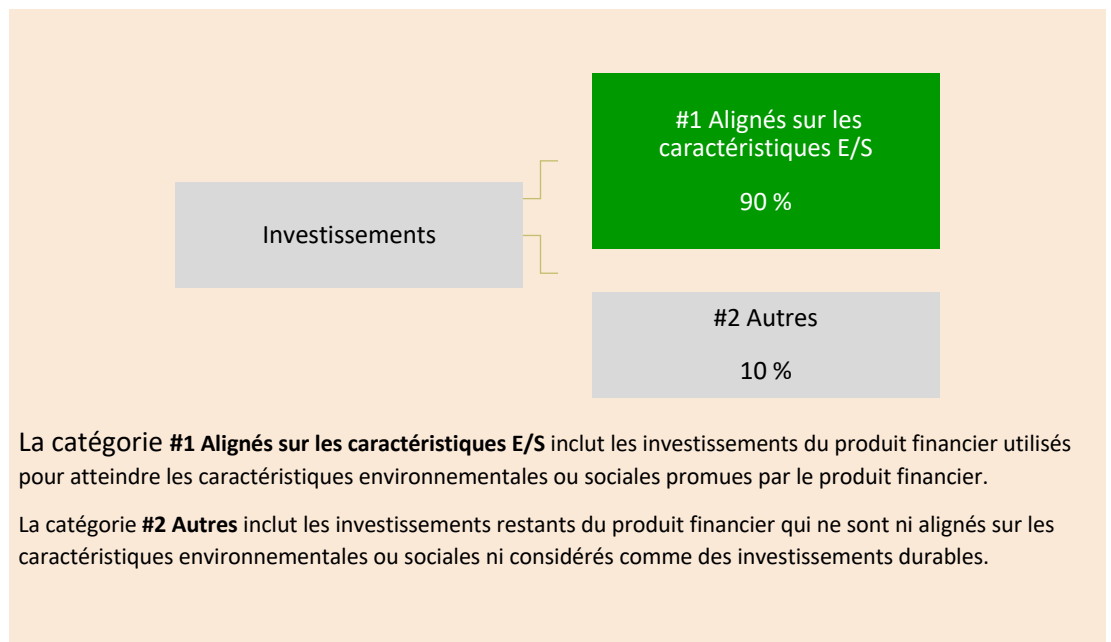 #1 Alignés sur les
caractéristiques E/S
90 %
Investissements
#2 Autres
10 %
La catégorie #1 Alignés sur les caractéristiques E/S inclut les investissements du produit financier utilisés
pour atteindre les caractéristiques environnementales ou sociales promues par le produit financier.
La catégorie #2 Autres inclut les investissements restants du produit financier qui ne sont ni alignés sur les
caractéristiques environnementales ou sociales ni considérés comme des investissements durables.